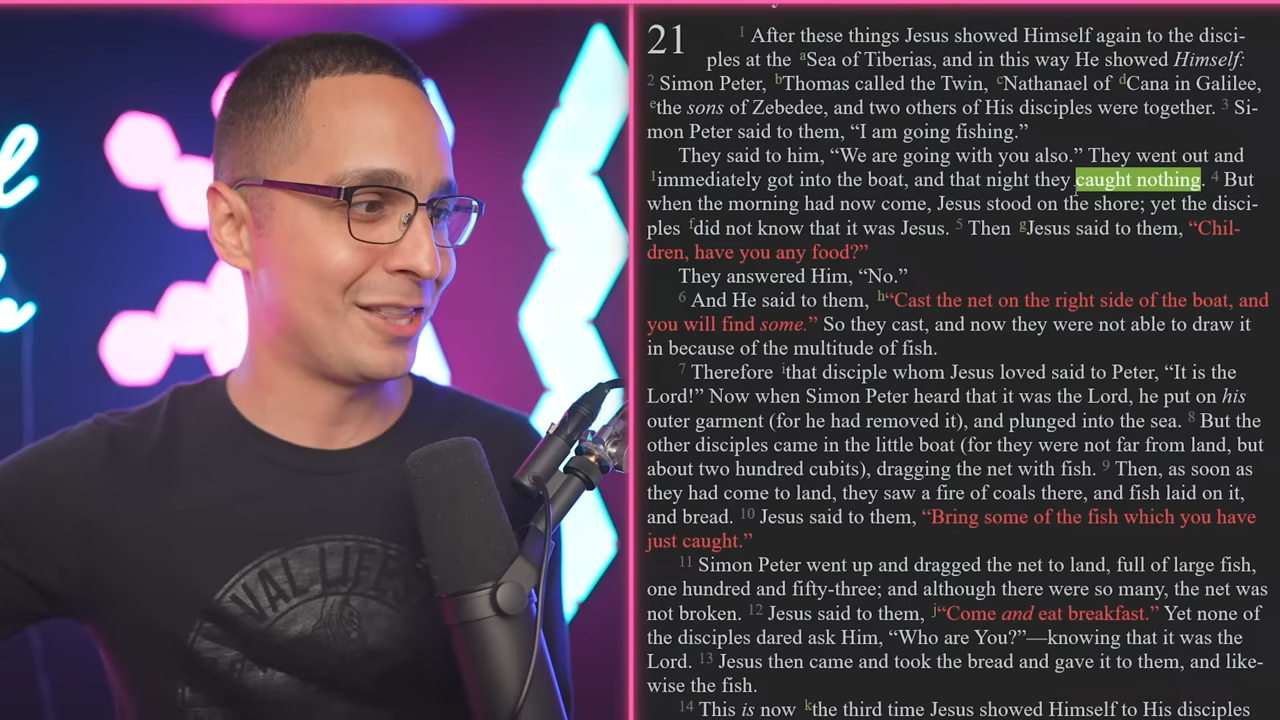 VAL LIFE
21 1 After these things Jesus showed Himself again to the disci-
ples at the aSea of Tiberias, and in this way He showed Himself:
2 Simon Peter, bThomas called the Twin, cNathanael of dCana in Galilee,
ethe sons of Zebedee, and two others of His disciples were together. 3 Si-
mon Peter said to them, “I am going fishing.”
They said to him, “We are going with you also.” They went out and
1immediately got into the boat, and that night they caught nothing. 4 But
when the morning had now come, Jesus stood on the shore; yet the disci-
ples fdid not know that it was Jesus. 5 Then gJesus said to them, “Chil-
dren, have you any food?”
They answered Him, “No.”
6 And He said to them, h“Cast the net on the right side of the boat, and
you will find some.” So they cast, and now they were not able to draw it
in because of the multitude of fish.
7 Therefore ithat disciple whom Jesus loved said to Peter, “It is the
Lord!” Now when Simon Peter heard that it was the Lord, he put on his
outer garment (for he had removed it), and plunged into the sea. 8 But the
other disciples came in the little boat (for they were not far from land, but
about two hundred cubits), dragging the net with fish. 9 Then, as soon as
they had come to land, they saw a fire of coals there, and fish laid on it,
and bread. 10 Jesus said to them, “Bring some of the fish which you have
just caught.”
11 Simon Peter went up and dragged the net to land, full of large fish,
one hundred and fifty-three; and although there were so many, the net was
not broken. 12 Jesus said to them, j“Come and eat breakfast.” Yet none of
the disciples dared ask Him, “Who are You?”—knowing that it was the
Lord. 13 Jesus then came and took the bread and gave it to them, and like-
wise the fish.
14 This is now kthe third time Jesus showed Himself to His disciples